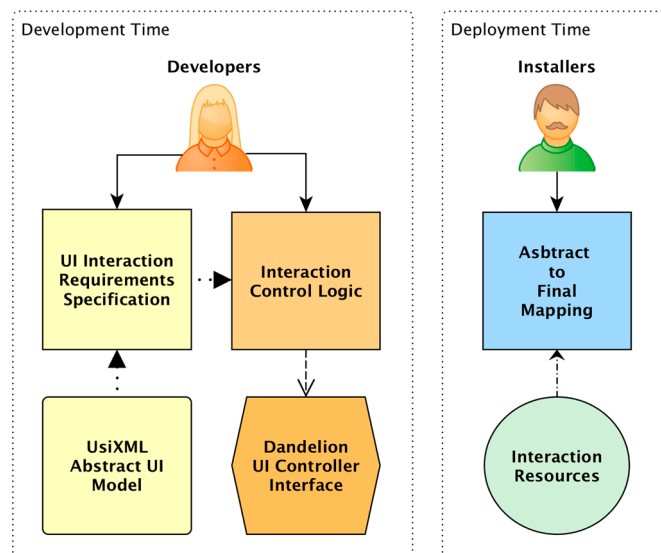 Development Time
Developers
UI Interaction
Requirements
Specification
Interaction
Control Logic
UsiXML
Abstract UI
Model
Dandelion
UI Controller
Interface
Deployment Time
Installers
Asbtract
to
Final
Mapping
Interaction
Resources